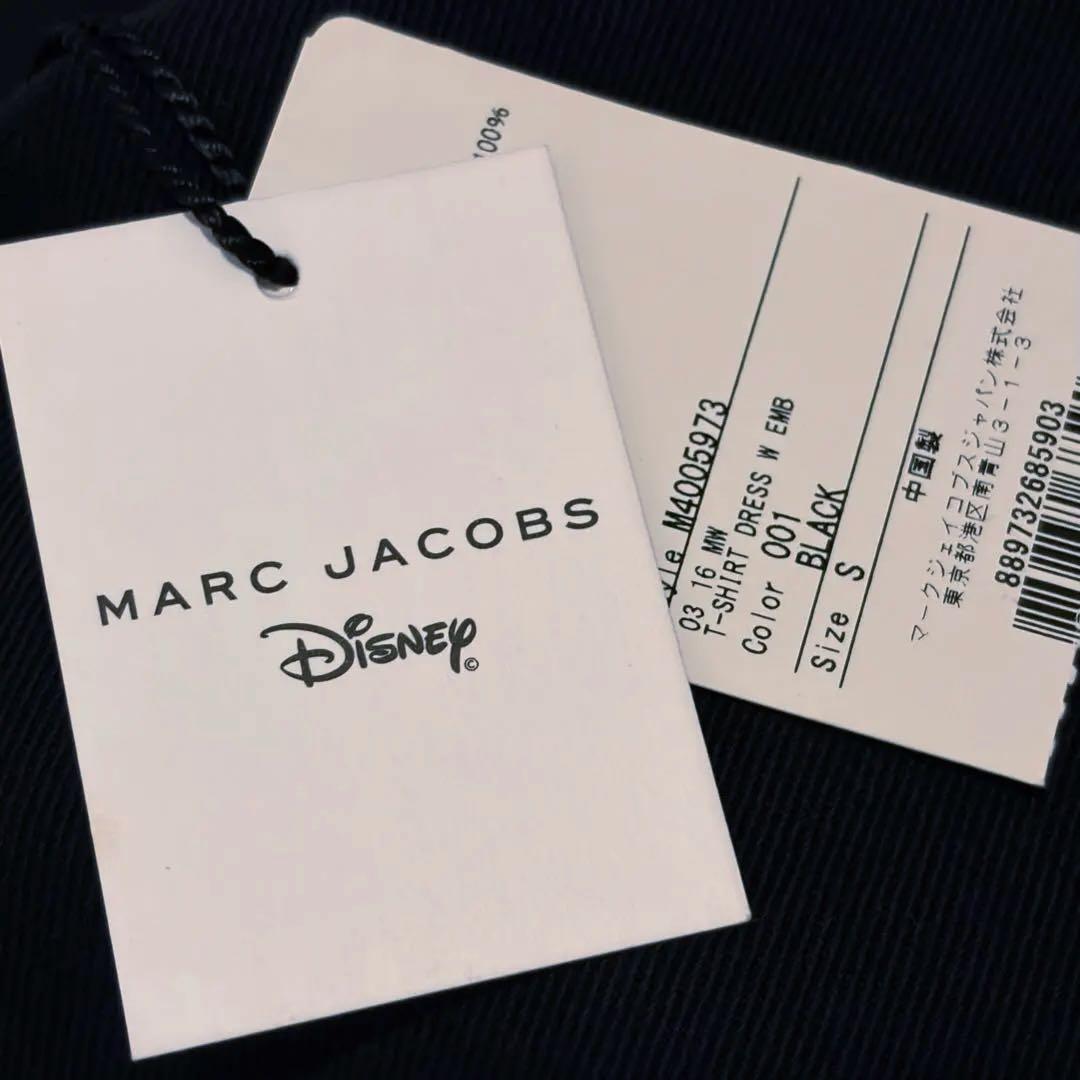 MARC JACOBS
DISNEY©
100%
M4005973
03 16 MW
T-SHIRT DRESS W EMB
Color 001
BLACK
Size S
中国製
マークジェイコブスジャパン株式会社
東京都港区南青山3-1-3
889732685903